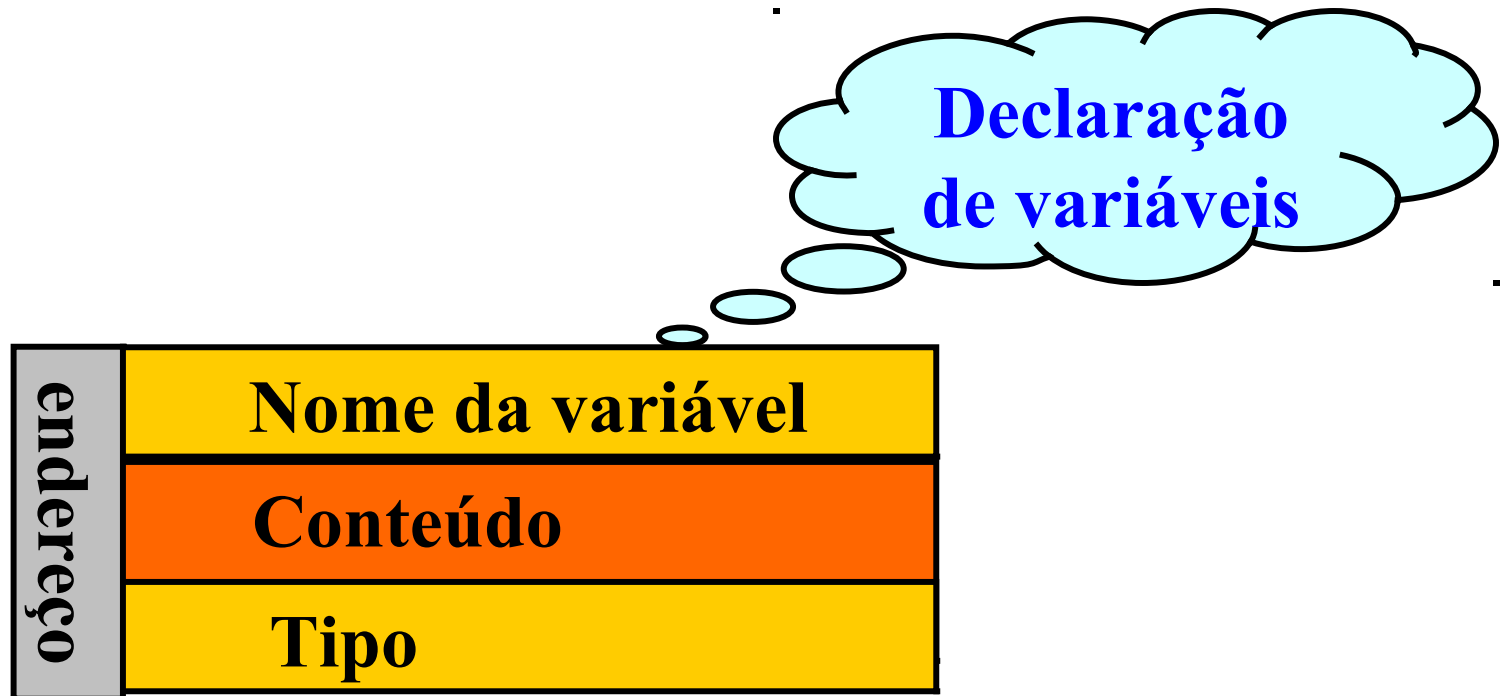 Declaração
de variáveis
endereço
Nome da variável
Conteúdo
Tipo